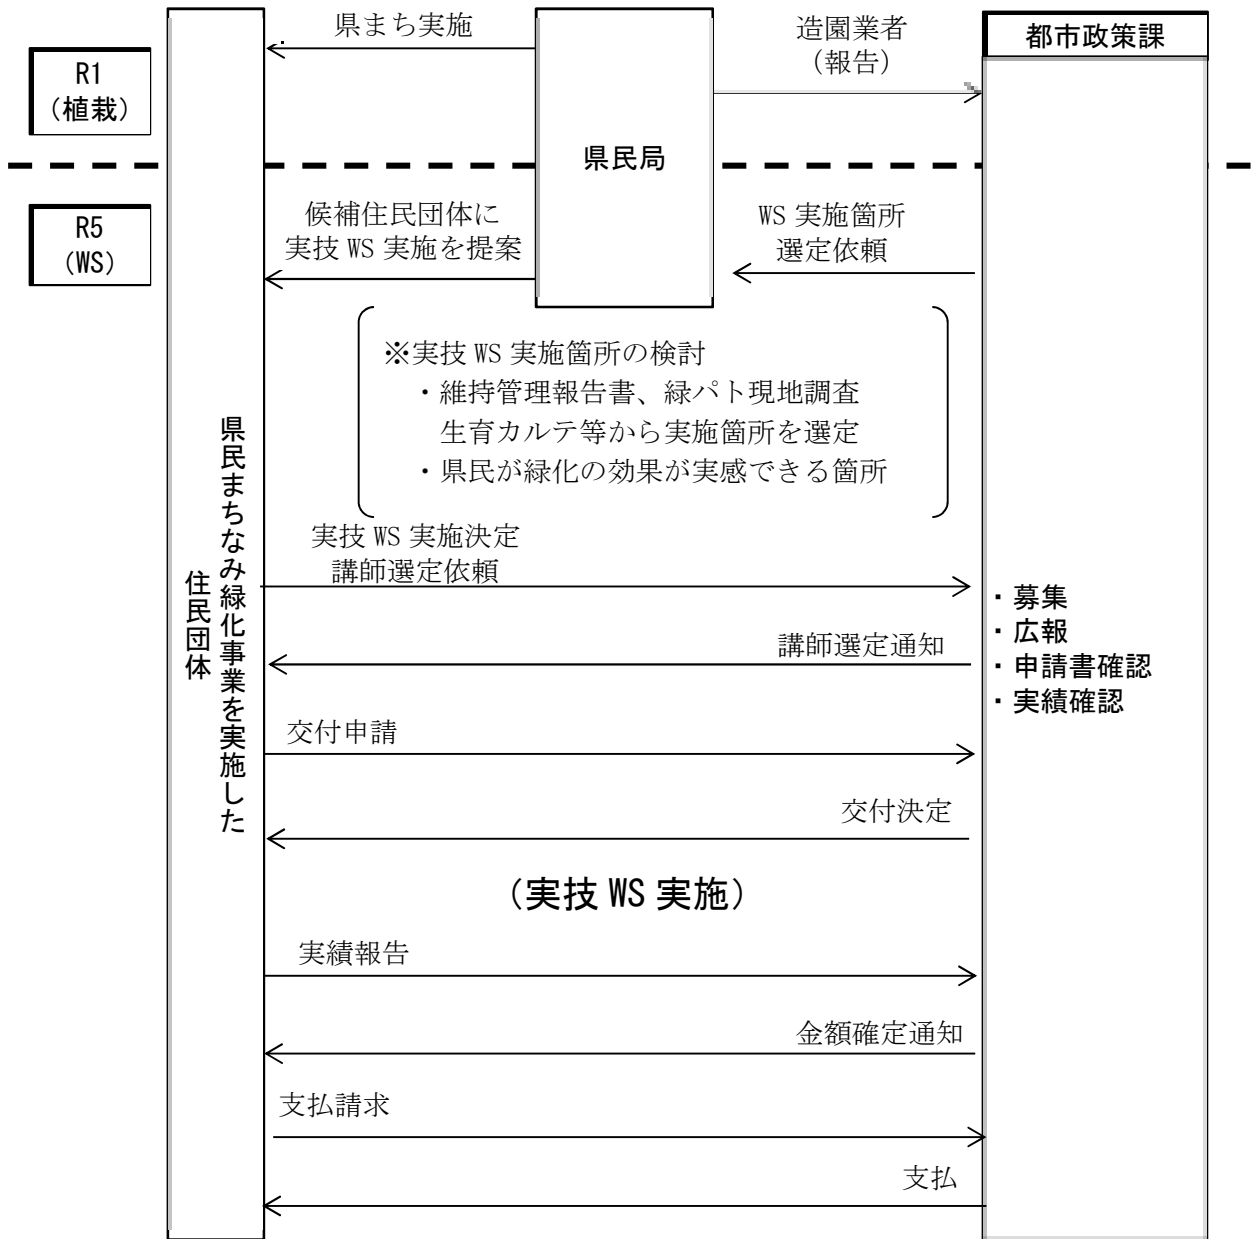 県まち実施
造園業者
（報告）
都市政策課
R1
（植栽）
県民局
R5
（WS）
候補住民団体に
実技 WS 実施を提案
WS 実施箇所
選定依頼
※実技 WS 実施箇所の検討
・維持管理報告書、緑パト現地調査
生育カルテ等から実施箇所を選定
・県民が緑化の効果が実感できる箇所
県民まちなみ緑化事業を実施した
住民団体
実技 WS 実施決定
講師選定依頼
・募集
・広報
・申請書確認
・実績確認
講師選定通知
交付申請
交付決定
（実技 WS 実施）
実績報告
金額確定通知
支払請求
支払